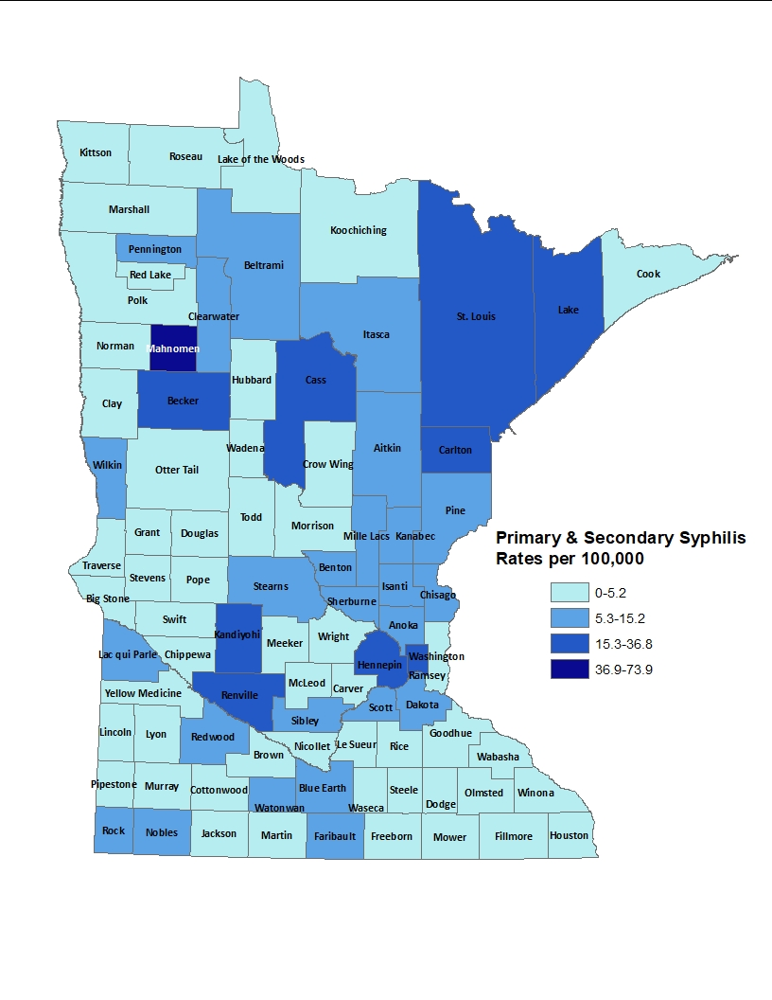 Kittson
Roseau
Lake of the Woods
Marshall
Koochiching
Pennington
Beltrami
Red Lake
Cook
Polk
St. Louis
Lake
Clearwater
Itasca
Norman
Mahnomen
Hubbard
Cass
Becker
Clay
Aitkin
Wadena
Carlton
Wilkin
Crow Wing
Otter Tail
Pine
Todd
Morrison
Grant
Douglas
Mille Lacs
Kanabec
Primary & Secondary Syphilis
Rates per 100,000
0-5.2
5.3-15.2
15.3-36.8
36.9-73.9
Traverse
Stevens
Pope
Benton
Stearns
Isanti
Chisago
Big Stone
Sherburne
Swift
Anoka
Kandiyohi
Meeker
Wright
Lac qui Parle
Chippewa
Washington
Hennepin
Ramsey
McLeod
Carver
Yellow Medicine
Renville
Scott
Dakota
Sibley
Lincoln
Lyon
Redwood
Goodhue
Nicollet
Le Sueur
Rice
Brown
Wabasha
Pipestone
Murray
Cottonwood
Blue Earth
Steele
Olmsted
Winona
Watonwan
Waseca
Dodge
Rock
Nobles
Jackson
Martin
Faribault
Freeborn
Mower
Fillmore
Houston